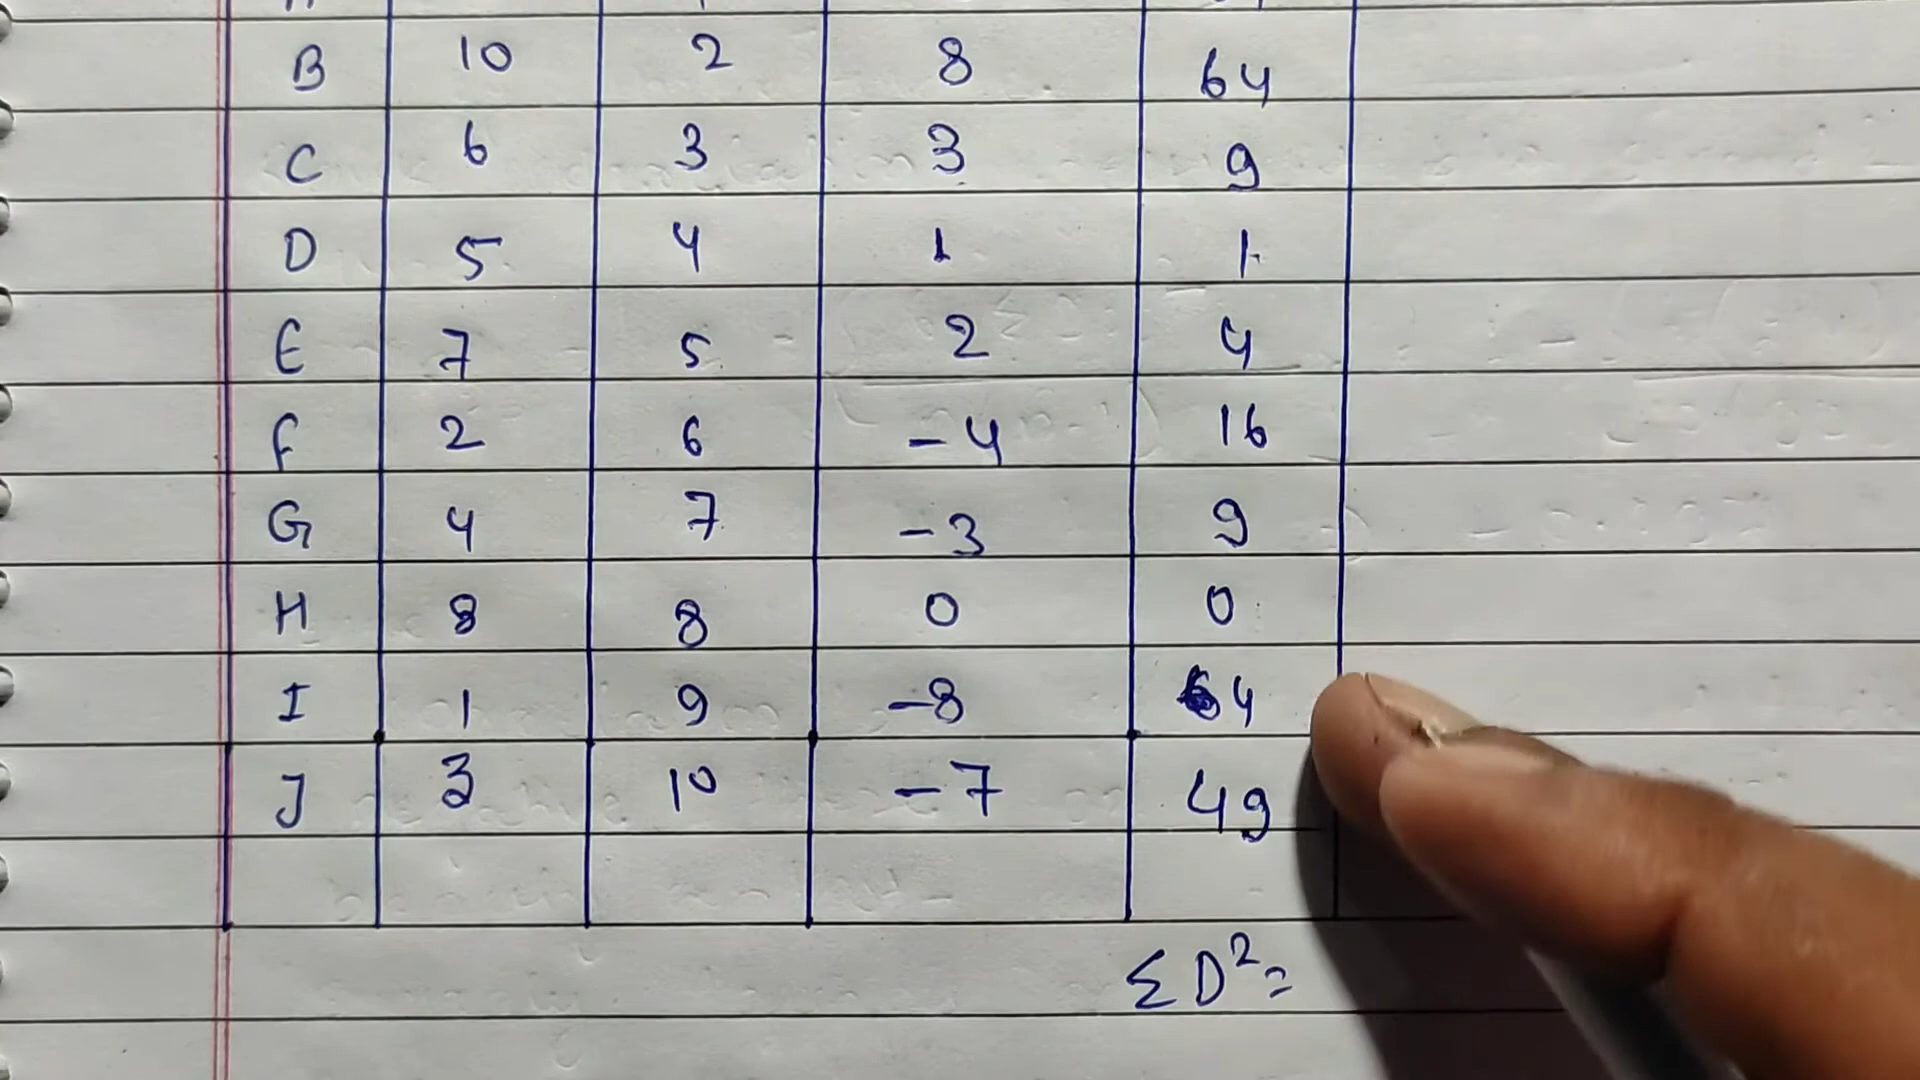 B 10 2 8 64
C 6 3 3 9
D 5 4 1 1
E 7 5 2 4
F 2 6 -4 16
G 4 7 -3 9
H 8 8 0 0
I 1 9 -8 64
J 3 10 -7 49
ΣD²=